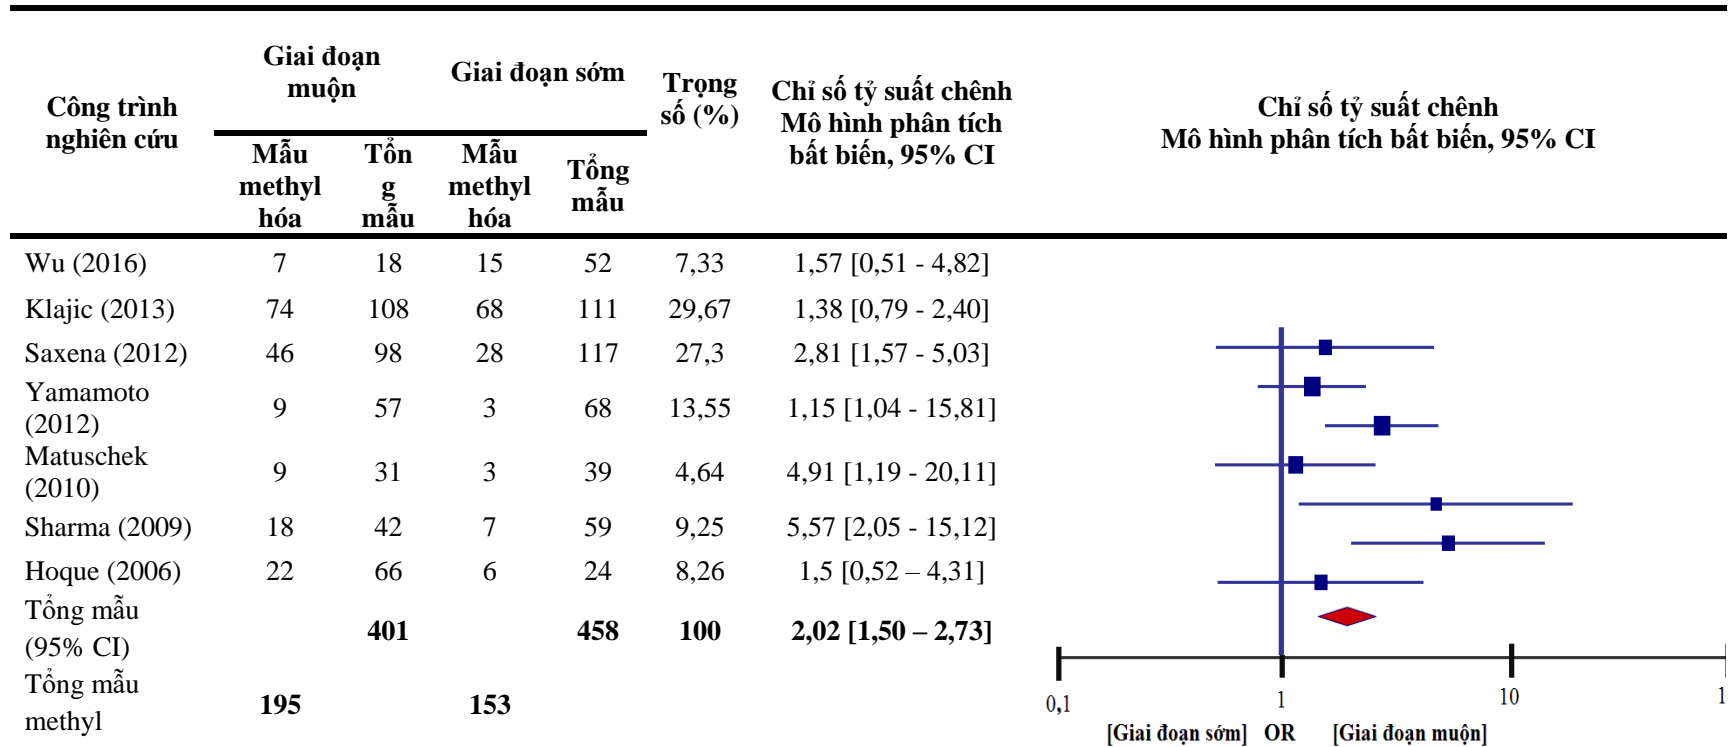 Công trình nghiên cứu
Giai đoạn muộn
Giai đoạn sớm
Trọng số (%)
Chỉ số tỷ suất chênh
Mô hình phân tích
bất biến, 95% CI
Chỉ số tỷ suất chênh
Mô hình phân tích bất biến, 95% CI
Mẫu methyl hóa
Tổn
g
mẫu
Mẫu methyl hóa
Tổng mẫu
Wu (2016) 7 18 15 52 7,33 1,57 [0,51 - 4,82]
Klajic (2013) 74 108 68 111 29,67 1,38 [0,79 - 2,40]
Saxena (2012) 46 98 28 117 27,3 2,81 [1,57 - 5,03]
Yamamoto
(2012) 9 57 3 68 13,55 1,15 [1,04 - 15,81]
Matuschek
(2010) 9 31 3 39 4,64 4,91 [1,19 - 20,11]
Sharma (2009) 18 42 7 59 9,25 5,57 [2,05 - 15,12]
Hoque (2006) 22 66 6 24 8,26 1,5 [0,52 – 4,31]
Tổng mẫu
(95% CI) 401 458 100 2,02 [1,50 – 2,73]
Tổng mẫu
methyl 195 153
0,1 1 10 1
[Giai đoạn sớm] OR [Giai đoạn muộn]